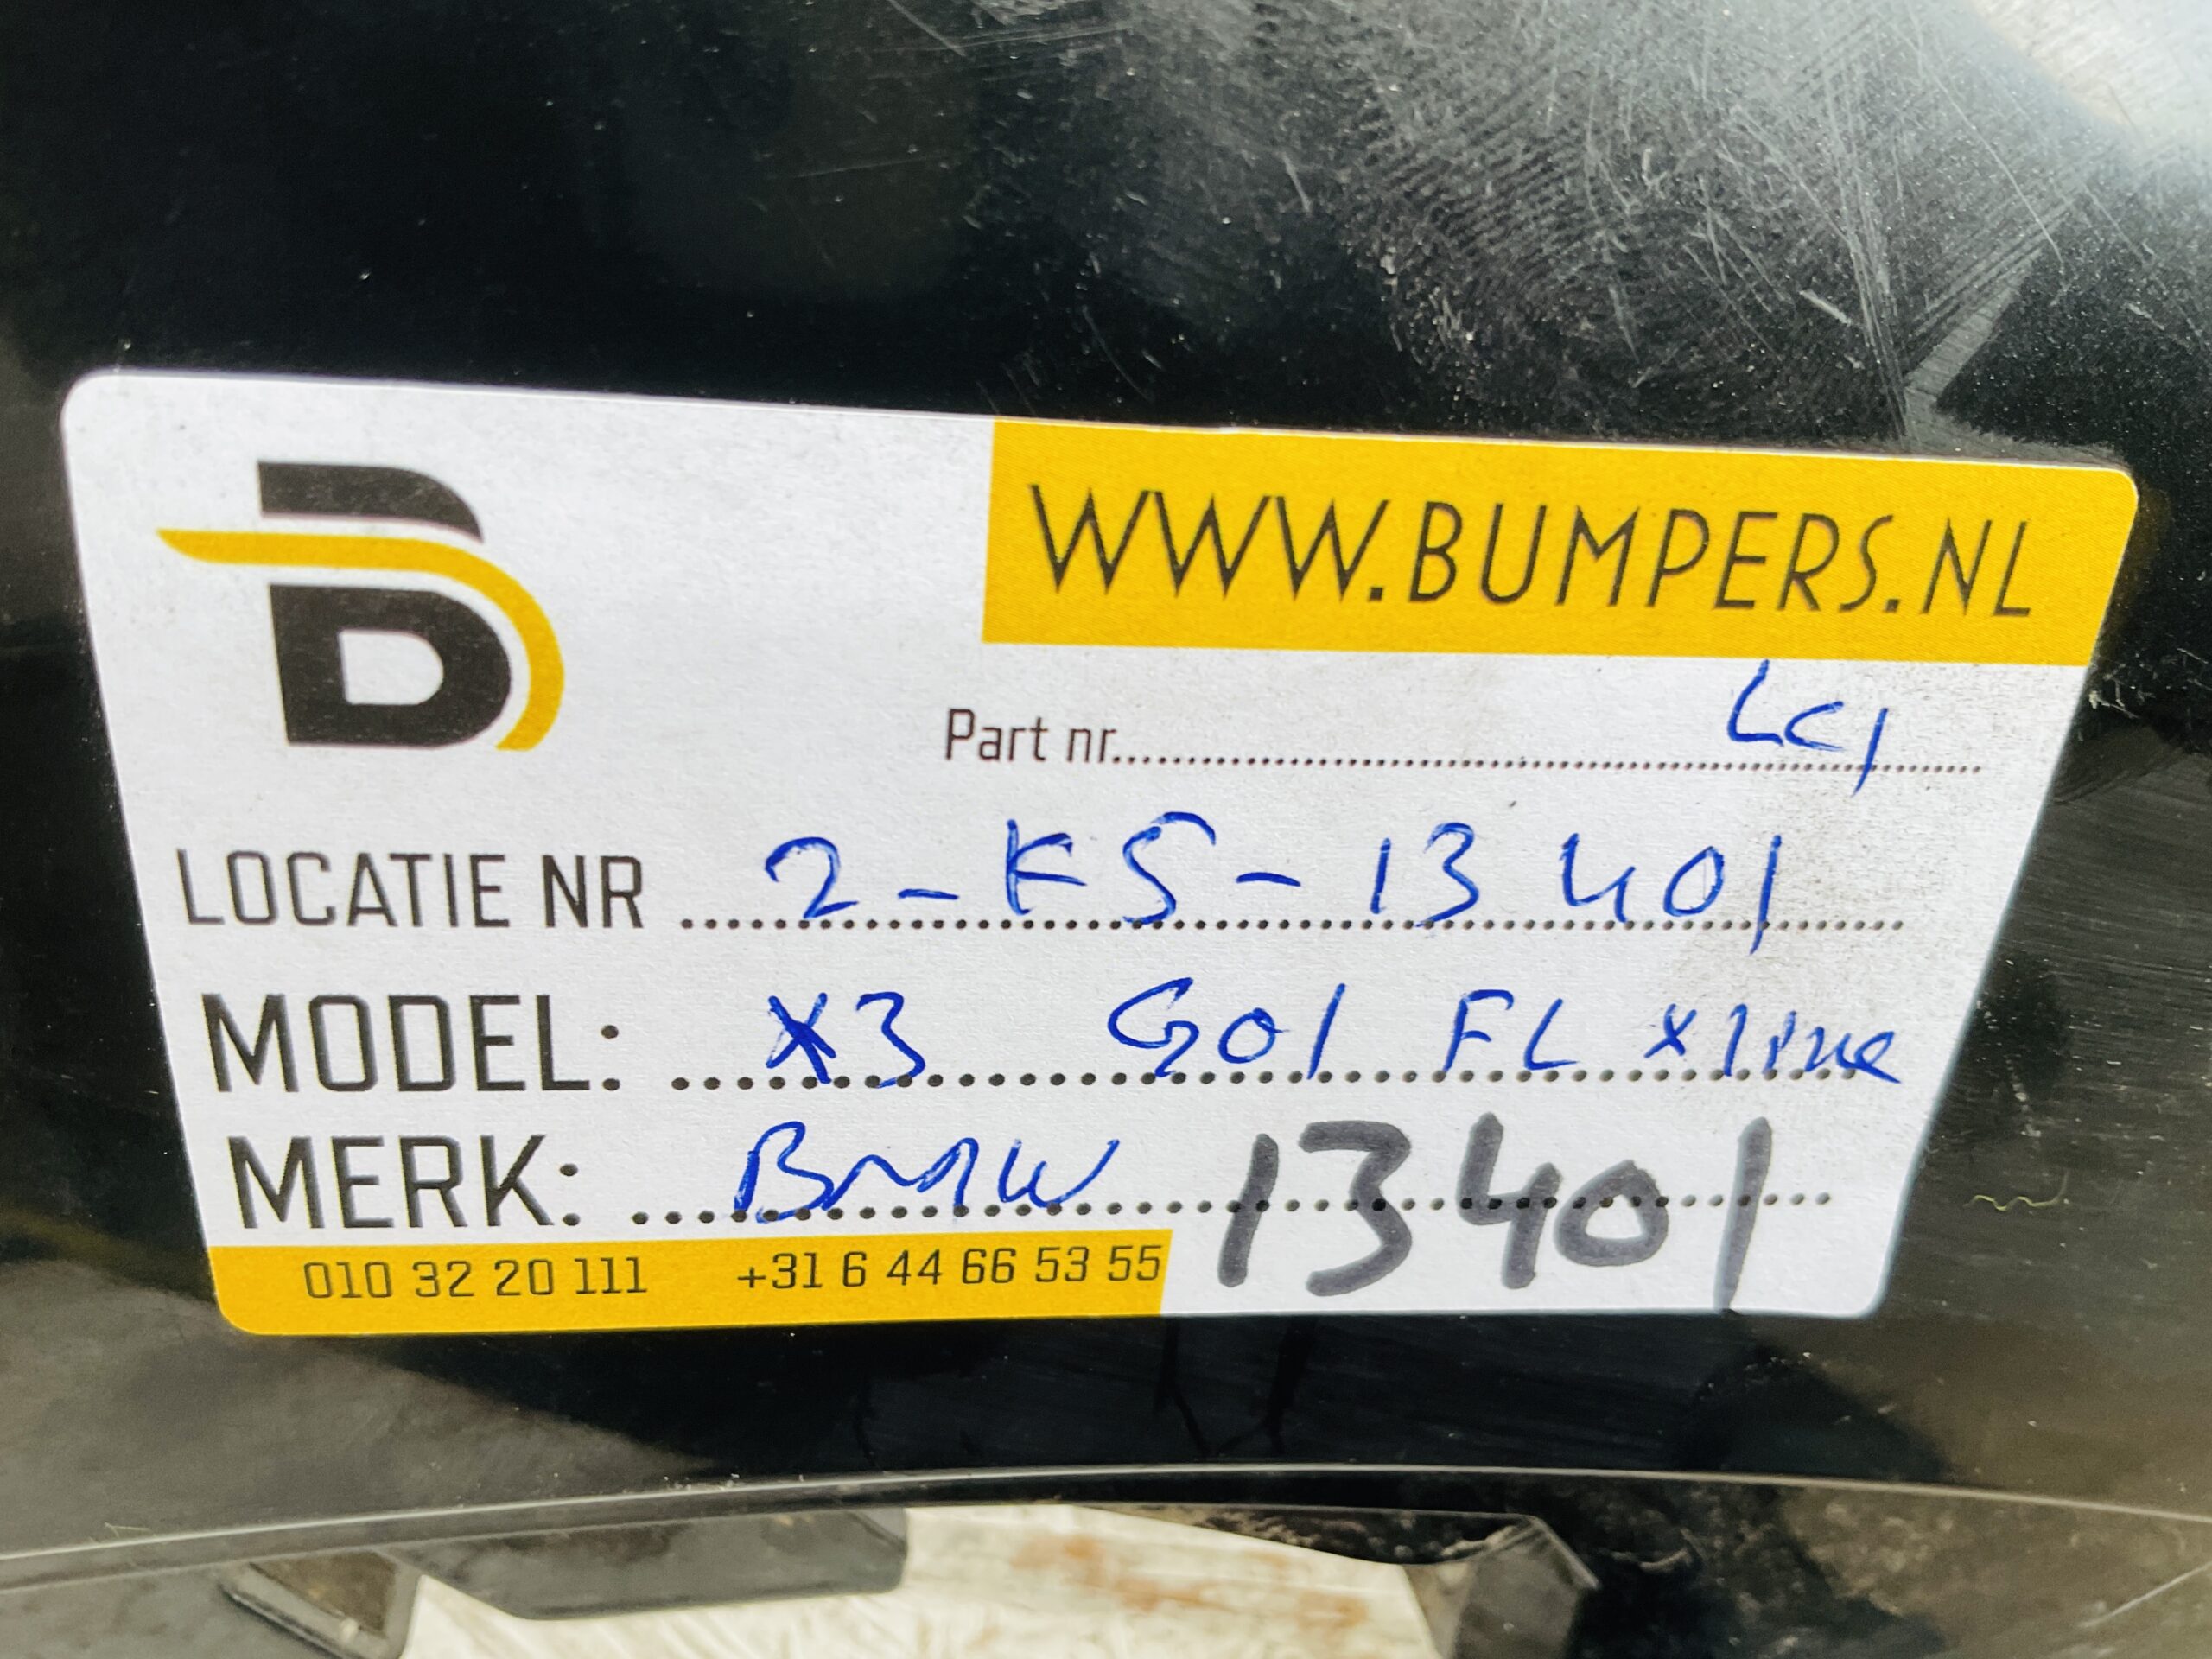 B
WWW.BUMPERS.NL
LCI
Part nr.
LOCATIE NR 2-K5-13401
MODEL: X3 G01 FL xline
MERK: BMW 13401
010 32 20 111 +31 6 44 66 53 55